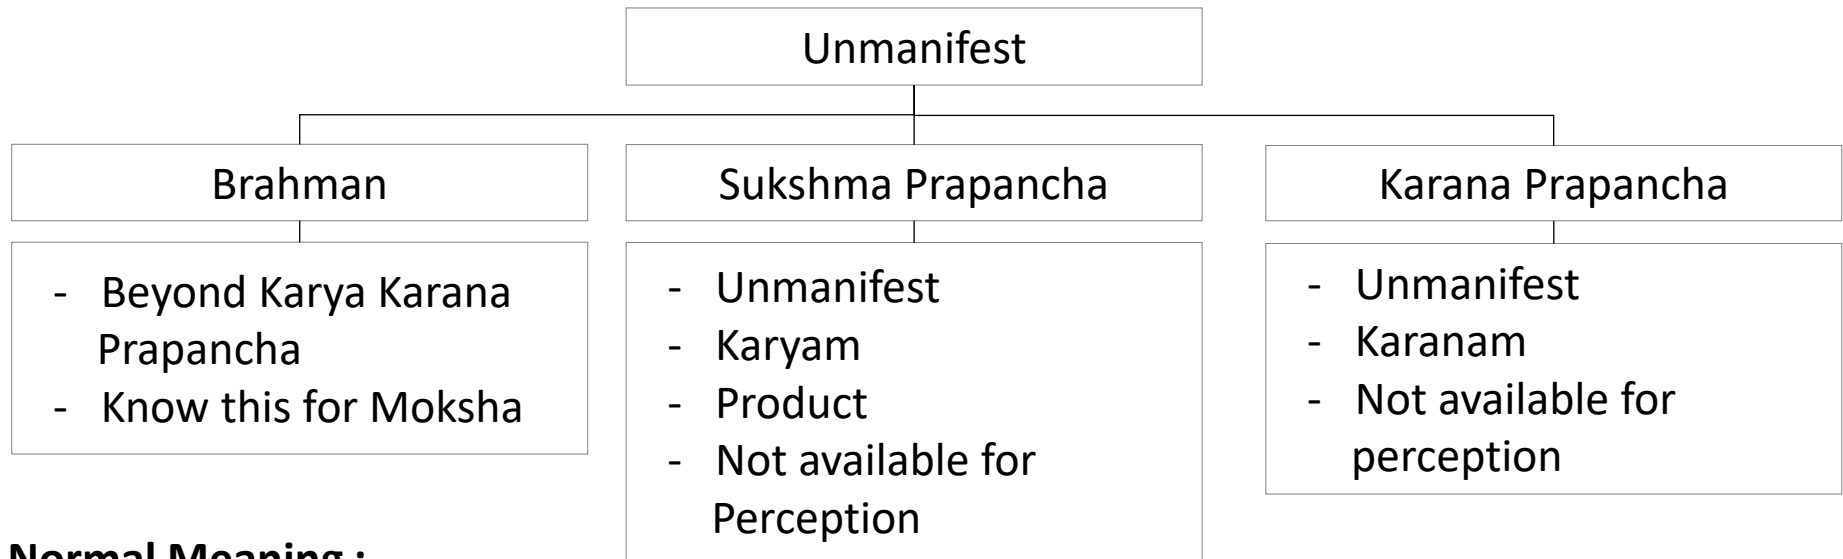 Unmanifest
Brahman
Sukshma Prapancha
Karana Prapancha
- Beyond Karya Karana
Prapancha
- Know this for Moksha
- Unmanifest
- Karyam
- Product
- Not available for
Perception
- Unmanifest
- Karanam
- Not available for
perception
Normal Meaning :